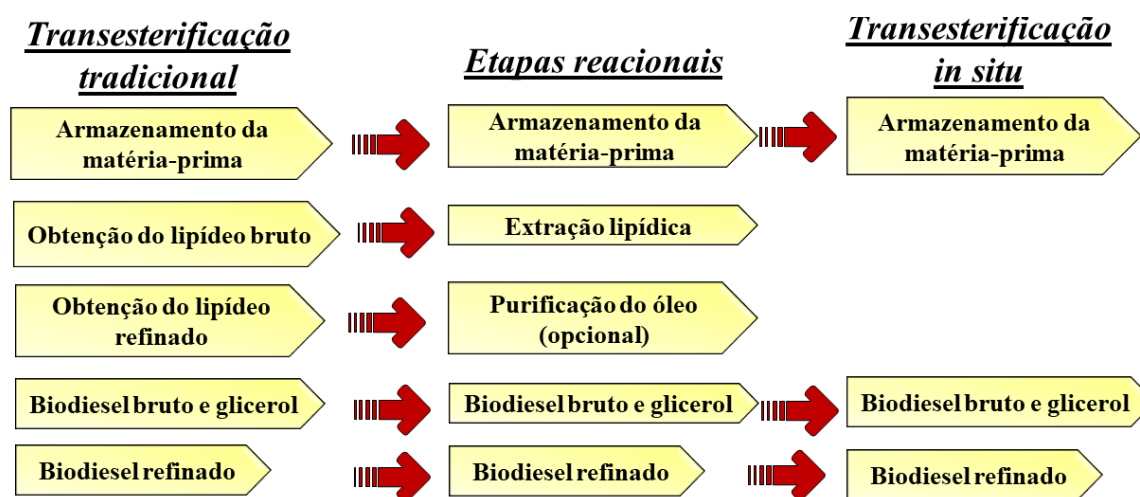 Transesterificação
tradicional
Etapas reacionais
Transesterificação
in situ
Armazenamento da
matéria-prima
Armazenamento da
matéria-prima
Armazenamento da
matéria-prima
Obtenção do lipídeo bruto
Extração lipídica
Obtenção do lipídeo
refinado
Purificação do óleo
(opcional)
Biodiesel bruto e glicerol
Biodiesel bruto e glicerol
Biodiesel bruto e glicerol
Biodiesel refinado
Biodiesel refinado
Biodiesel refinado